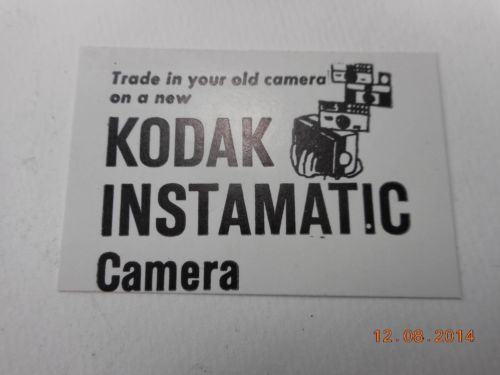 Trade in your old camera
on a new
KODAK
INSTAMATIC
Camera
12.08.2014